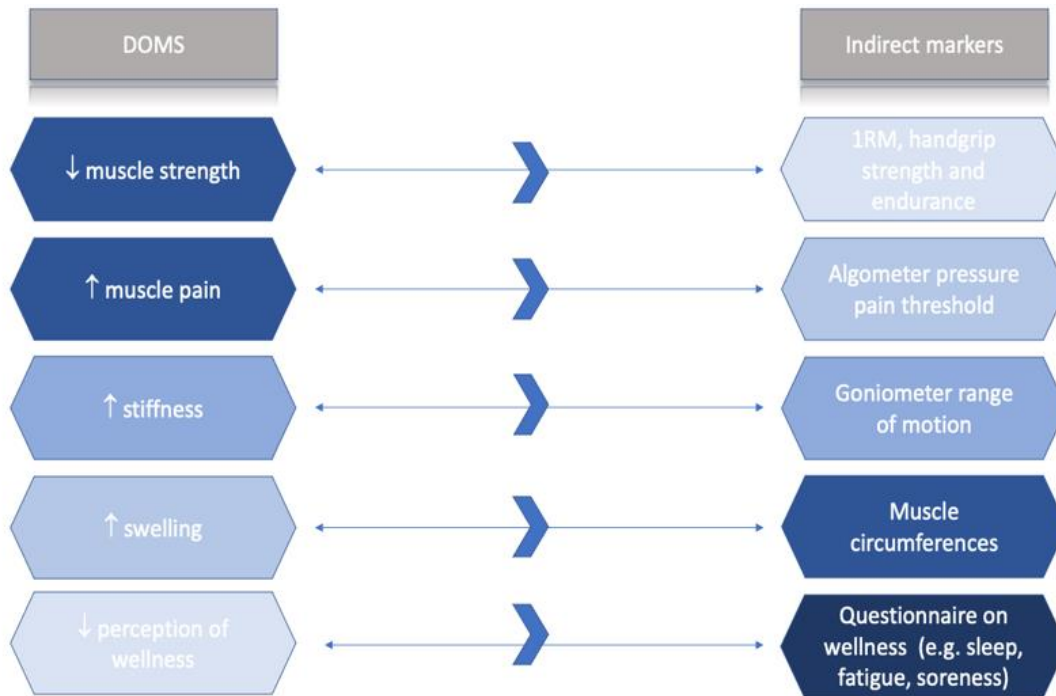 DOMS
Indirect markers
↓ muscle strength
1RM, handgrip
strength and
endurance
↑ muscle pain
Algometer pressure
pain threshold
↑ stiffness
Goniometer range
of motion
↑ swelling
Muscle
circumferences
↓ perception of
wellness
Questionnaire on
wellness (e.g. sleep,
fatigue, soreness)